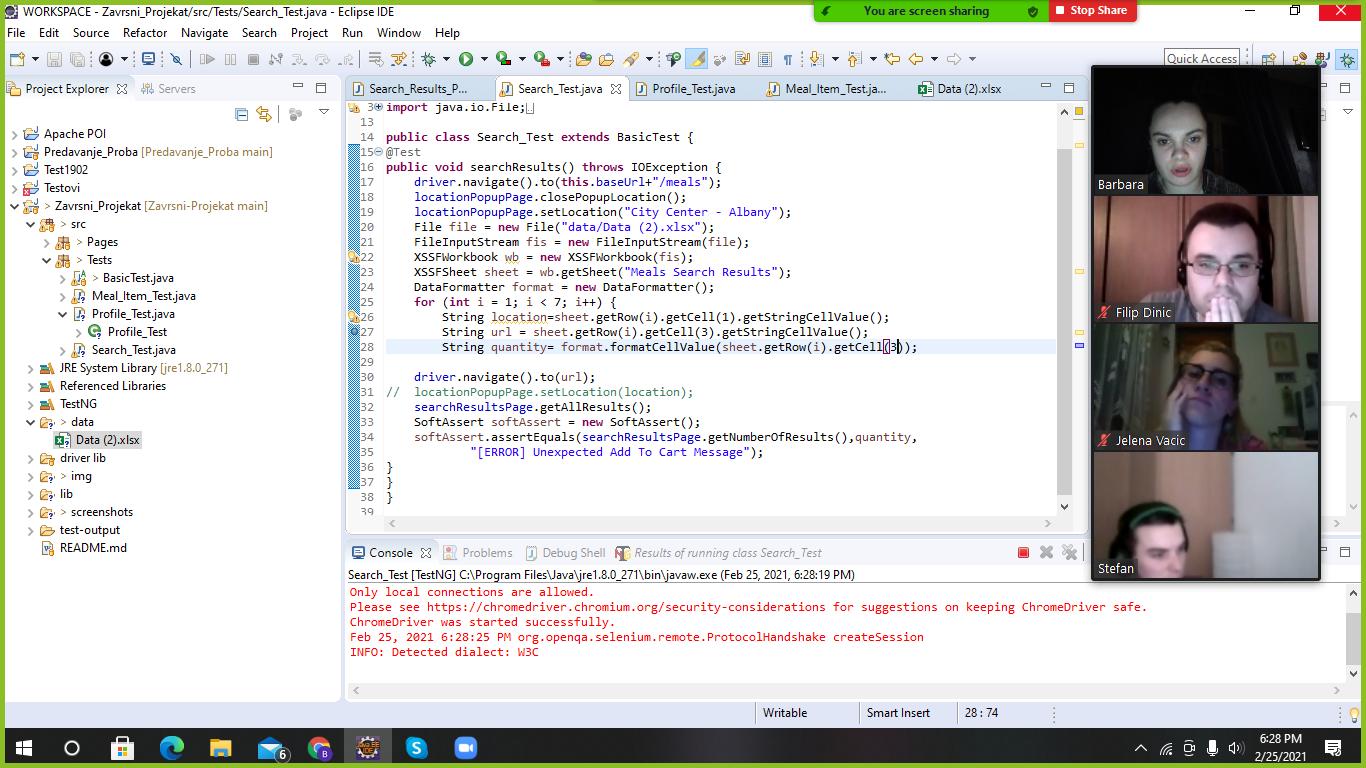 WORKSPACE - Zavrsni_Projekat/src/Tests/Search_Test.java - Eclipse IDE
You are screen sharing
Stop Share
File Edit Source Refactor Navigate Search Project Run Window Help
Quick Access
Project Explorer
Servers
Apache POI
Predavanje_Proba [Predavanje_Proba main]
Test1902
Testovi
Zavrsni_Projekat [Zavrsni-Projekat main]
> src
> Pages
> Tests
> BasicTest.java
Meal_Item_Test.java
Profile_Test.java
Profile_Test
Search_Test.java
JRE System Library [jre1.8.0_271]
Referenced Libraries
TestNG
> data
Data (2).xlsx
driver lib
> img
lib
> screenshots
test-output
README.md
Search_Results_P...
Search_Test.java
Profile_Test.java
Meal_Item_Test.ja...
Data (2).xlsx
3 import java.io.File;
13
14 public class Search_Test extends BasicTest {
15 @Test
16 public void searchResults() throws IOException {
17 driver.navigate().to(this.baseUrl+"/meals");
18 locationPopupPage.closePopupLocation();
19 locationPopupPage.setLocation("City Center - Albany");
20 File file = new File("data/Data (2).xlsx");
21 FileInputStream fis = new FileInputStream(file);
22 XSSFWorkbook wb = new XSSFWorkbook(fis);
23 XSSFSheet sheet = wb.getSheet("Meals Search Results");
24 DataFormatter format = new DataFormatter();
25 for (int i = 1; i < 7; i++) {
26 String location=sheet.getRow(i).getCell(1).getStringCellValue();
27 String url = sheet.getRow(i).getCell(3).getStringCellValue();
28 String quantity= format.formatCellValue(sheet.getRow(i).getCell(3));
29
30 driver.navigate().to(url);
31 // locationPopupPage.setLocation(location);
32 searchResultsPage.getAllResults();
33 SoftAssert softAssert = new SoftAssert();
34 softAssert.assertEquals(searchResultsPage.getNumberOfResults(),quantity,
35 "[ERROR] Unexpected Add To Cart Message");
36 }
37 }
38 }
39
Barbara
Filip Dinic
Jelena Vacic
Stefan
Console
Problems
Debug Shell
Results of running class Search_Test
Search_Test [TestNG] C:\Program Files\Java\jre1.8.0_271\bin\javaw.exe (Feb 25, 2021, 6:28:19 PM)
Only local connections are allowed.
Please see https://chromedriver.chromium.org/security-considerations for suggestions on keeping ChromeDriver safe.
ChromeDriver was started successfully.
Feb 25, 2021 6:28:25 PM org.openqa.selenium.remote.ProtocolHandshake createSession
INFO: Detected dialect: W3C
Writable
Smart Insert
28 : 74
6
B
6:28 PM
2/25/2021